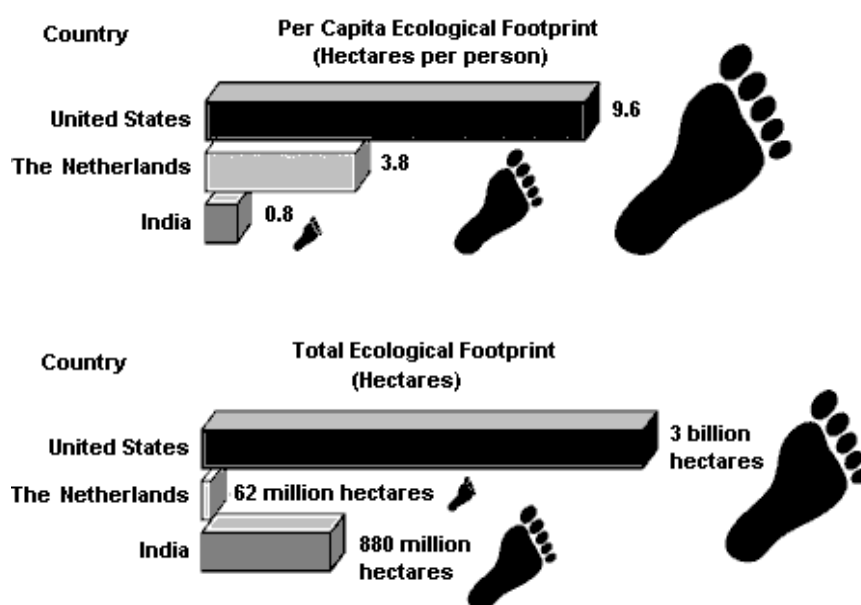 Country
Per Capita Ecological Footprint
(Hectares per person)
United States
9.6
The Netherlands
3.8
India
0.8
Country
Total Ecological Footprint
(Hectares)
United States
3 billion
hectares
The Netherlands
62 million hectares
India
880 million
hectares